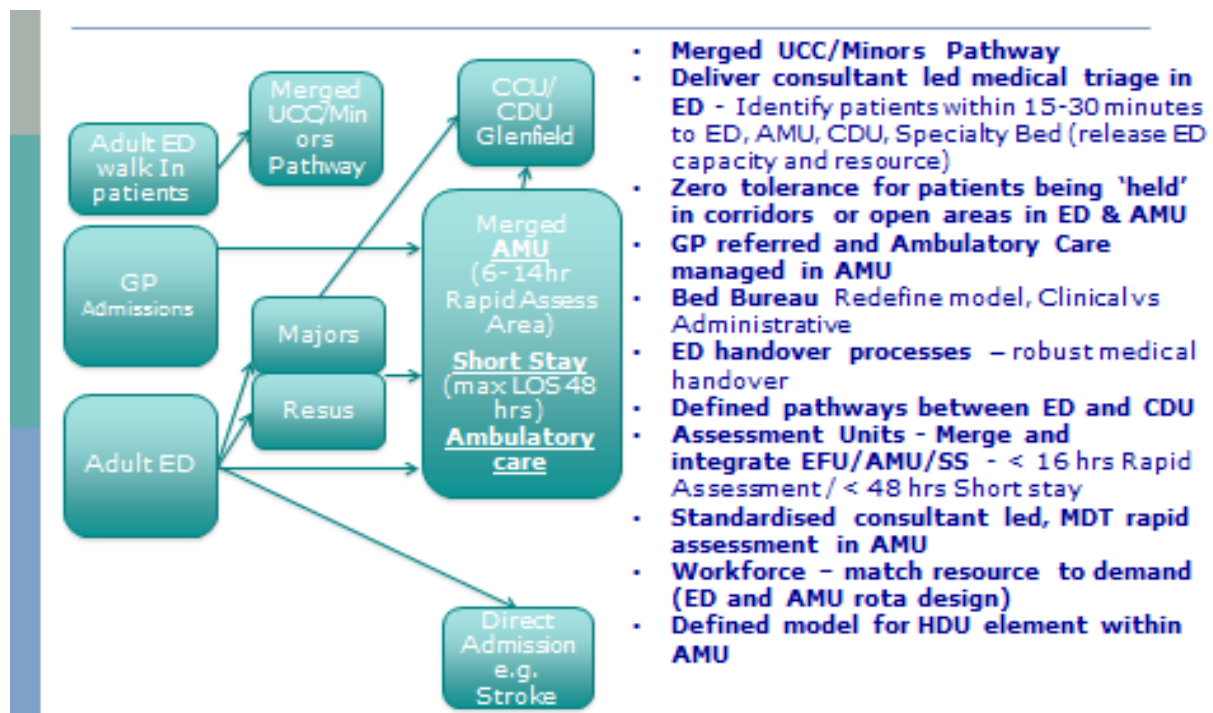 Adult ED
walk In
patients
Merged
UCC/Min
ors
Pathway
CCU/
CDU
Glenfield
GP
Admissions
Majors
Resus
Adult ED
Merged
AMU
(6-14hr
Rapid Assess
Area)
Short Stay
(max LOS 48
hrs)
Ambulatory
care
Direct
Admission
e.g.
Stroke
• Merged UCC/Minors Pathway
• Deliver consultant led medical triage in
ED - Identify patients within 15-30 minutes
to ED, AMU, CDU, Specialty Bed (release ED
capacity and resource)
• Zero tolerance for patients being ‘held’
in corridors or open areas in ED & AMU
• GP referred and Ambulatory Care
managed in AMU
• Bed Bureau Redefine model, Clinical vs
Administrative
• ED handover processes – robust medical
handover
• Defined pathways between ED and CDU
• Assessment Units - Merge and
integrate EFU/AMU/SS - < 16 hrs Rapid
Assessment / < 48 hrs Short stay
• Standardised consultant led, MDT rapid
assessment in AMU
• Workforce – match resource to demand
(ED and AMU rota design)
• Defined model for HDU element within
AMU